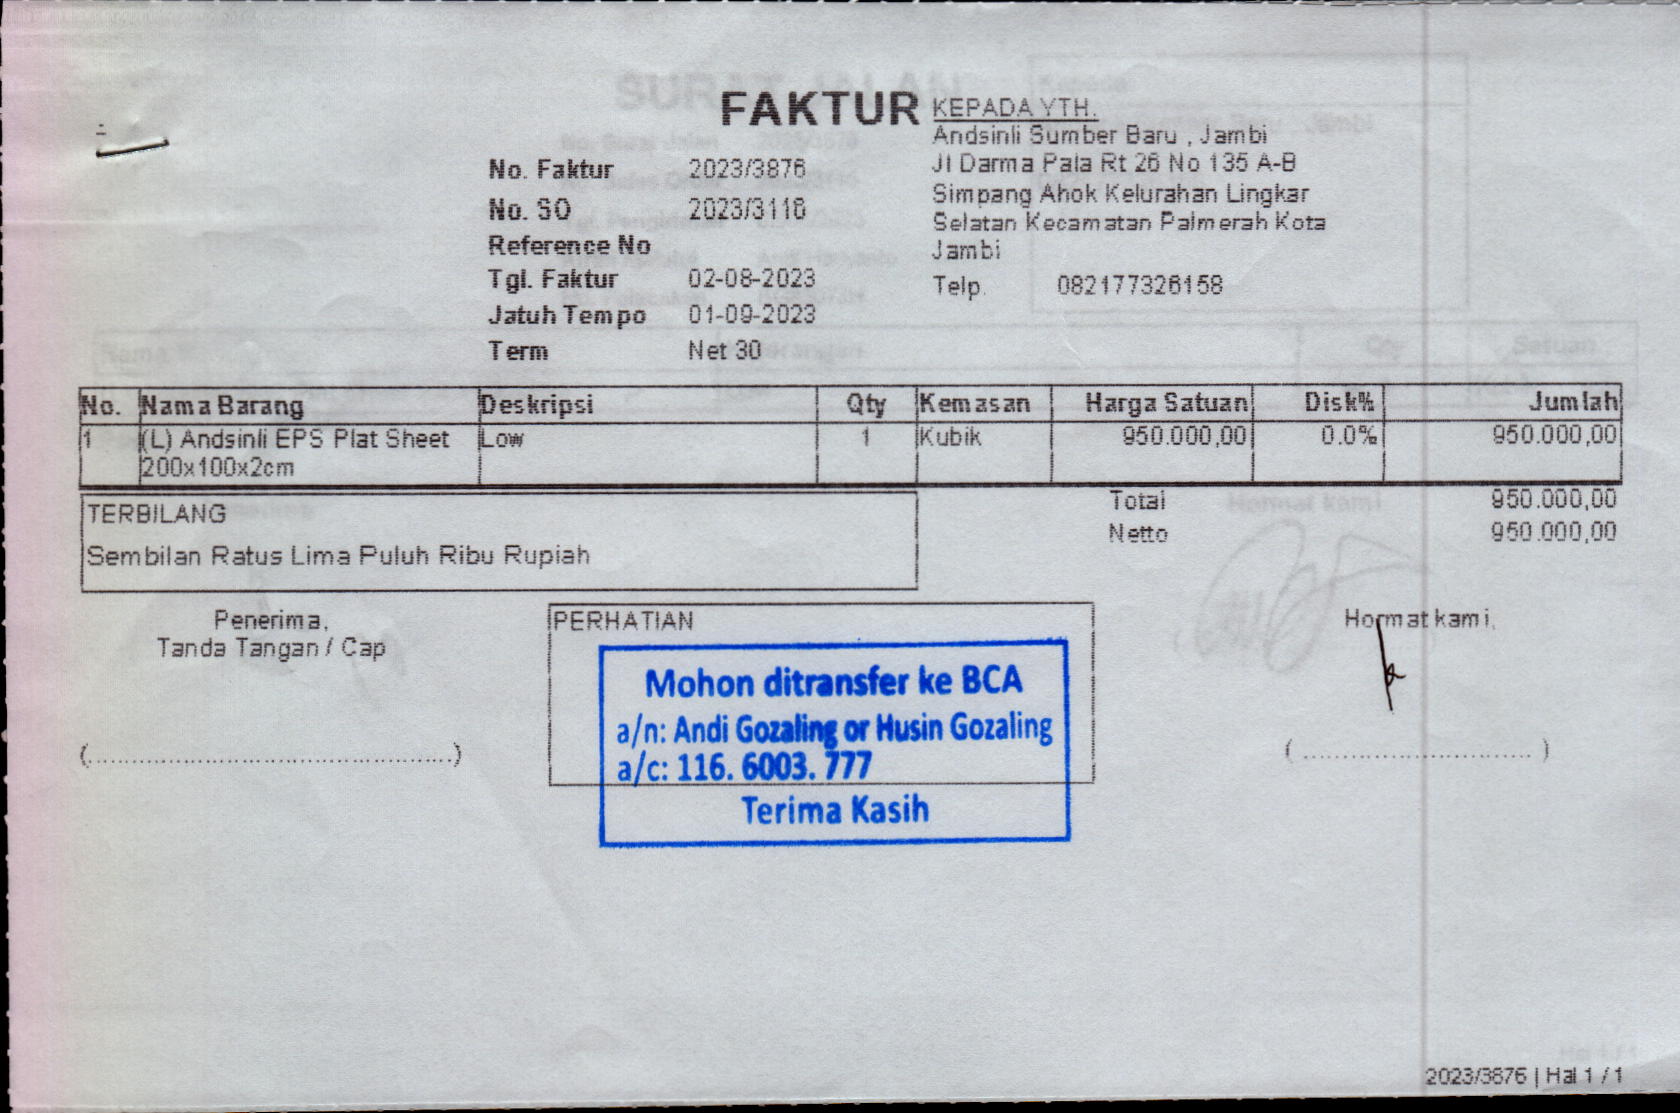 FAKTUR
No. Faktur 2023/3876
No. SO 2023/3116
Reference No
Tgl. Faktur 02-08-2023
Jatuh Tempo 01-09-2023
Term Net 30
KEPADA YTH.
Andsinli Sumber Baru , Jambi
Jl Darma Pala Rt 26 No 135 A-B
Simpang Ahok Kelurahan Lingkar
Selatan Kecamatan Palmerah Kota
Jambi
Telp. 082177326158
No. Nama Barang Deskripsi Qty Kemasan Harga Satuan Disk% Jumlah
1 (L) Andsinli EPS Plat Sheet Low 1 Kubik 950.000,00 0.0% 950.000,00
200x100x2cm
Total 950.000,00
Netto 950.000,00
TERBILANG
Sembilan Ratus Lima Puluh Ribu Rupiah
Penerima,
Tanda Tangan / Cap
(............................................)
PERHATIAN
Mohon ditransfer ke BCA
a/n: Andi Gozaling or Husin Gozaling
a/c: 116. 6003. 777
Terima Kasih
Hormat kami,
( ............................ )
2023/3876 | Hal 1 / 1